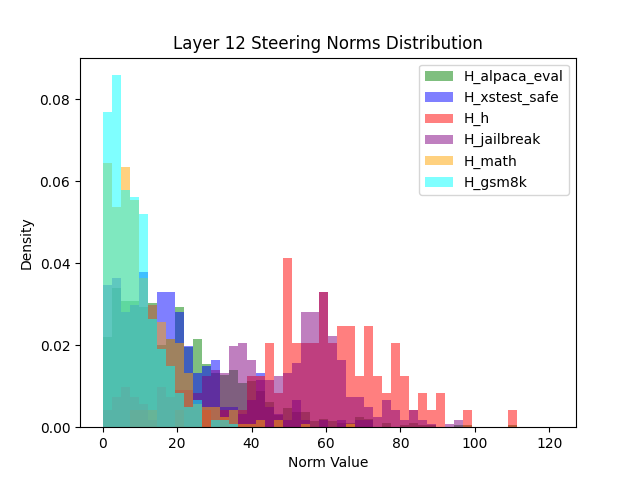 Layer 12 Steering Norms Distribution
H_alpaca_eval
H_xstest_safe
H_h
H_jailbreak
H_math
H_gsm8k
0.08
0.06
0.04
0.02
0.00
Density
0 20 40 60 80 100 120
Norm Value